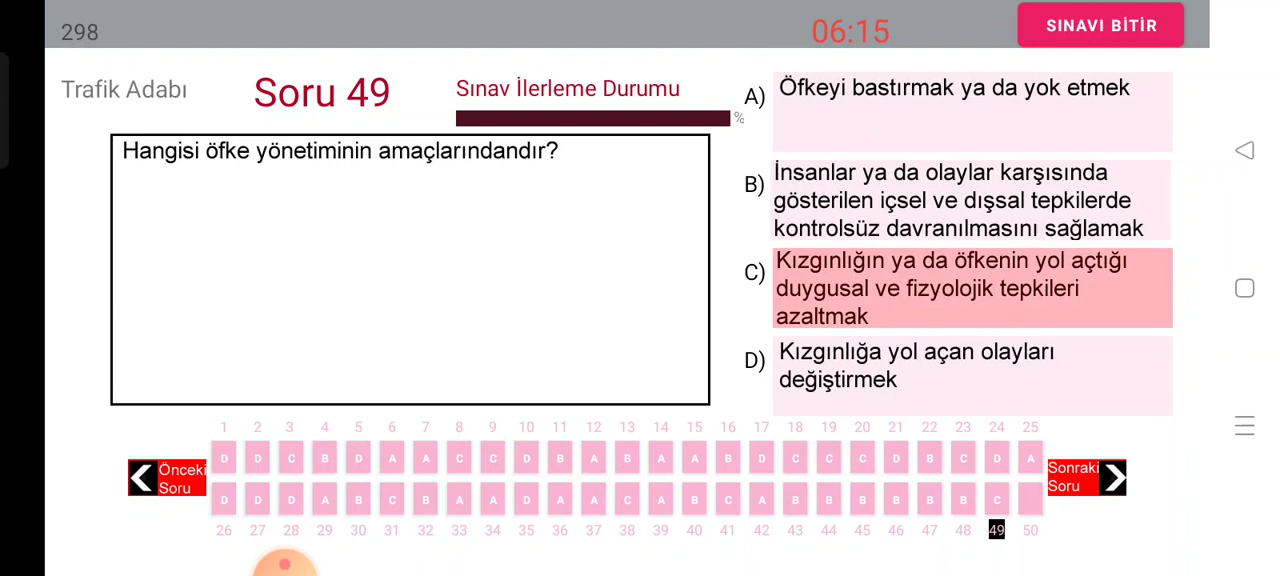 298
06:15
SINAVI BİTİR
Trafik Adabı
Soru 49
Sınav İlerleme Durumu
%
Hangisi öfke yönetiminin amaçlarındandır?
A)
Öfkeyi bastırmak ya da yok etmek
B)
İnsanlar ya da olaylar karşısında
gösterilen içsel ve dışsal tepkilerde
kontrolsüz davranılmasını sağlamak
C)
Kızgınlığın ya da öfkenin yol açtığı
duygusal ve fizyolojik tepkileri
azaltmak
D)
Kızgınlığa yol açan olayları
değiştirmek
1 2 3 4 5 6 7 8 9 10 11 12 13 14 15 16 17 18 19 20 21 22 23 24 25
D D C B D A A C C D B A B A A B D C C C D B C D A
Önceki
Soru
Sonraki
Soru
D D D A B C B A A D A A C A B C A B B B B B B C
26 27 28 29 30 31 32 33 34 35 36 37 38 39 40 41 42 43 44 45 46 47 48 49 50